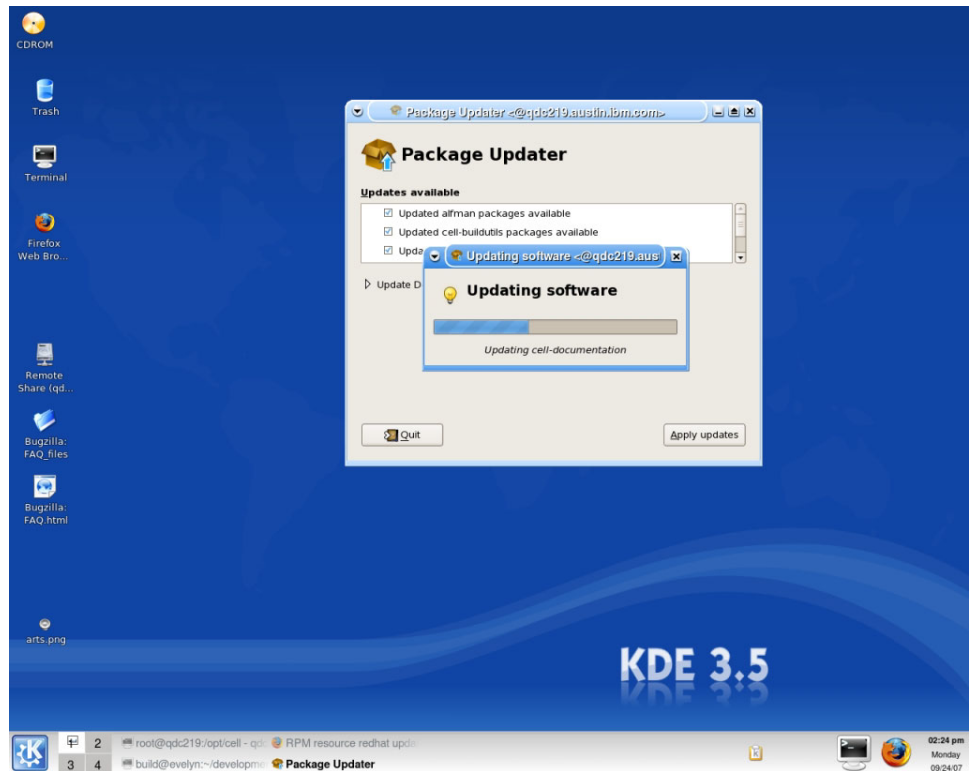 CDROM
Trash
Terminal
Firefox
Web Bro...
Remote
Share (qd...
Bugzilla:
FAQ_files
Bugzilla:
FAQ.html
arts.png
Package Updater <@qdc219.austin.ibm.com>
Package Updater
Updates available
Updated alfman packages available
Updated cell-buildutils packages available
Upda
Update D
Updating software <@qdc219.aus
Updating software
Updating cell-documentation
Quit
Apply updates
KDE 3.5
2
3 4
root@qdc219:/opt/cell - qdc
RPM resource redhat upda
build@evelyn:~/developme
Package Updater
02:24 pm
Monday
09/24/07